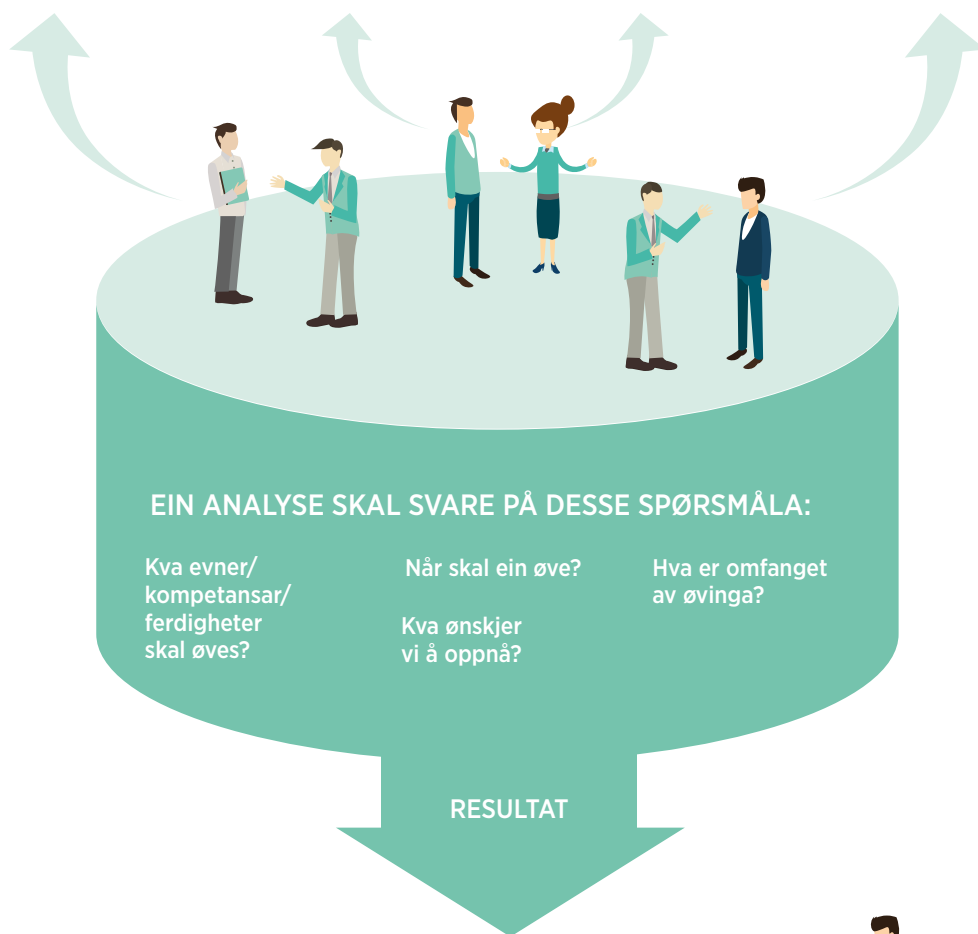 EIN ANALYSE SKAL SVARE PÅ DESSE SPØRSMÅLA:
Kva evner/
kompetansar/
ferdigheter
skal øves?
Når skal ein øve?
Kva ønskjer
vi å oppnå?
Hva er omfanget
av øvinga?
RESULTAT